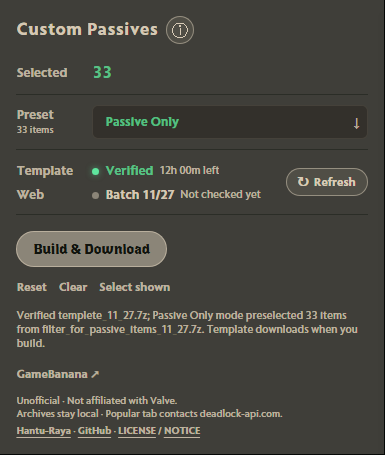 Custom Passives ⓘ
Selected 33
Preset
33 items
Passive Only ↓
Template Verified 12h 00m left
Web Batch 11/27 Not checked yet
↻ Refresh
Build & Download
Reset Clear Select shown
Verified templete_11_27.7z; Passive Only mode preselected 33 items
from filter_for_passive_items_11_27.7z. Template downloads when you
build.
GameBanana ↗
Unofficial · Not affiliated with Valve.
Archives stay local · Popular tab contacts deadlock-api.com.
Hantu-Raya · GitHub · LICENSE / NOTICE